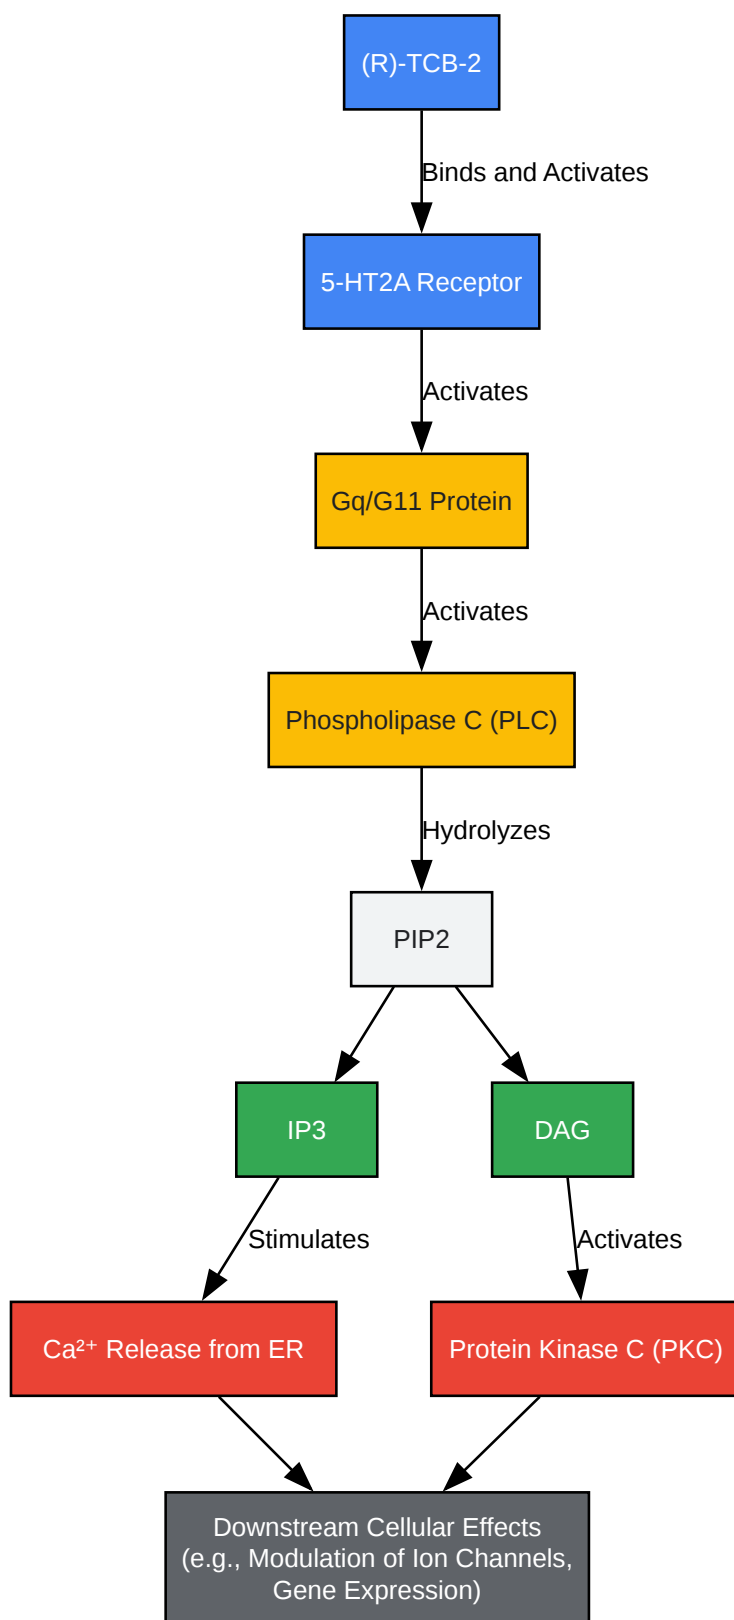 (R)-TCB-2
Binds and Activates
5-HT2A Receptor
Activates
Gq/G11 Protein
Activates
Phospholipase C (PLC)
Hydrolyzes
PIP2
IP3
DAG
Stimulates
Activates
Ca²⁺ Release from ER
Protein Kinase C (PKC)
Downstream Cellular Effects
(e.g., Modulation of Ion Channels,
Gene Expression)